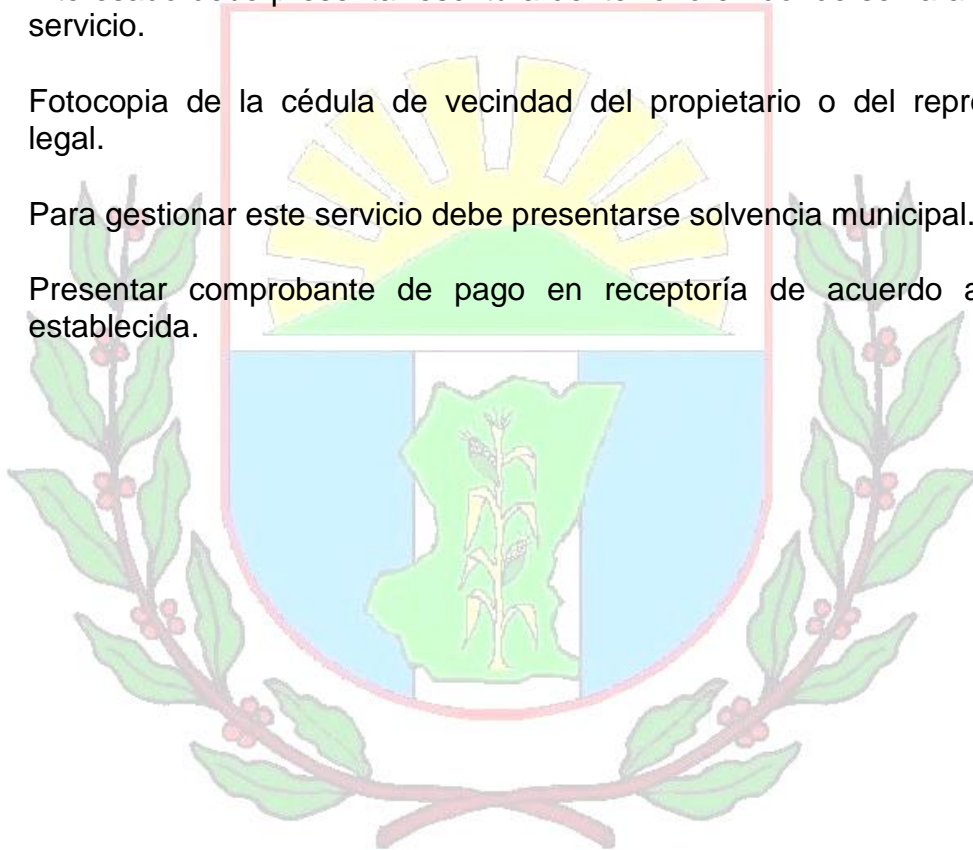 servicio.
Fotocopia de la cédula de vecindad del propietario o del
legal.
Para gestionar este servicio debe presentarse solvencia municipal.
Presentar comprobante de pago en receptoría de acuerdo a
establecida.